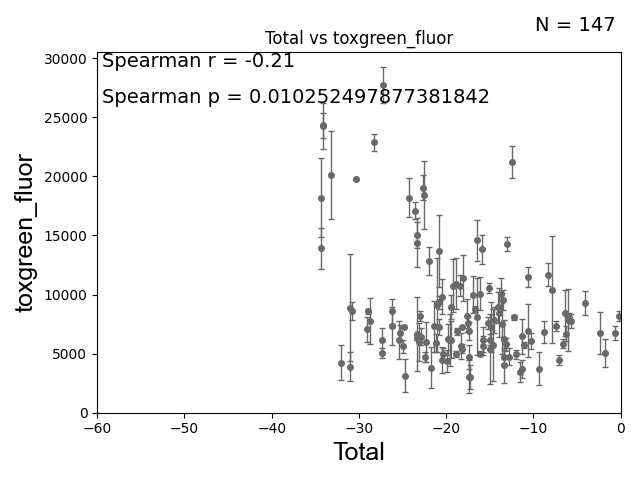 N = 147
Total vs toxgreen_fluor
Spearman r = -0.21
Spearman p = 0.010252497877381842
toxgreen_fluor
30000
25000
20000
15000
10000
5000
0
−60 −50 −40 −30 −20 −10 0
Total